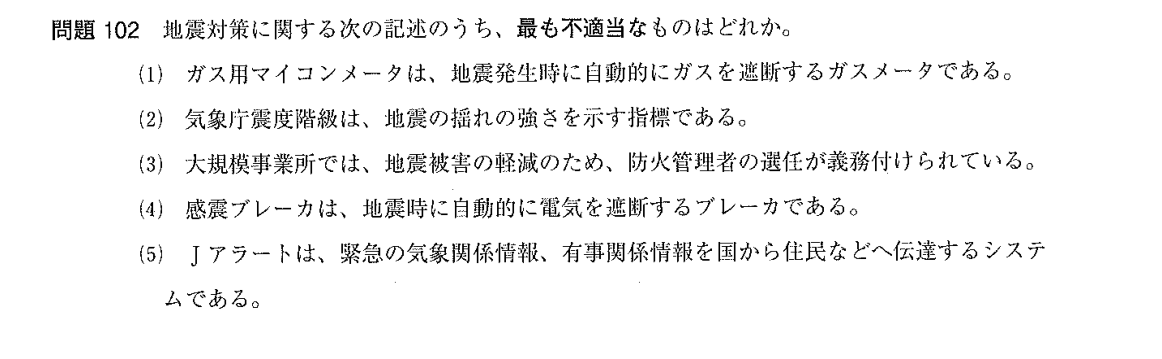 問題 102 地震対策に関する次の記述のうち、最も不適当なものはどれか。
(1) ガス用マイコンメータは、地震発生時に自動的にガスを遮断するガスメータである。
(2) 気象庁震度階級は、地震の揺れの強さを示す指標である。
(3) 大規模事業所では、地震被害の軽減のため、防火管理者の選任が義務付けられている。
(4) 感震ブレーカは、地震時に自動的に電気を遮断するブレーカである。
(5) Jアラートは、緊急の気象関係情報、有事関係情報を国から住民などへ伝達するシステ
ムである。